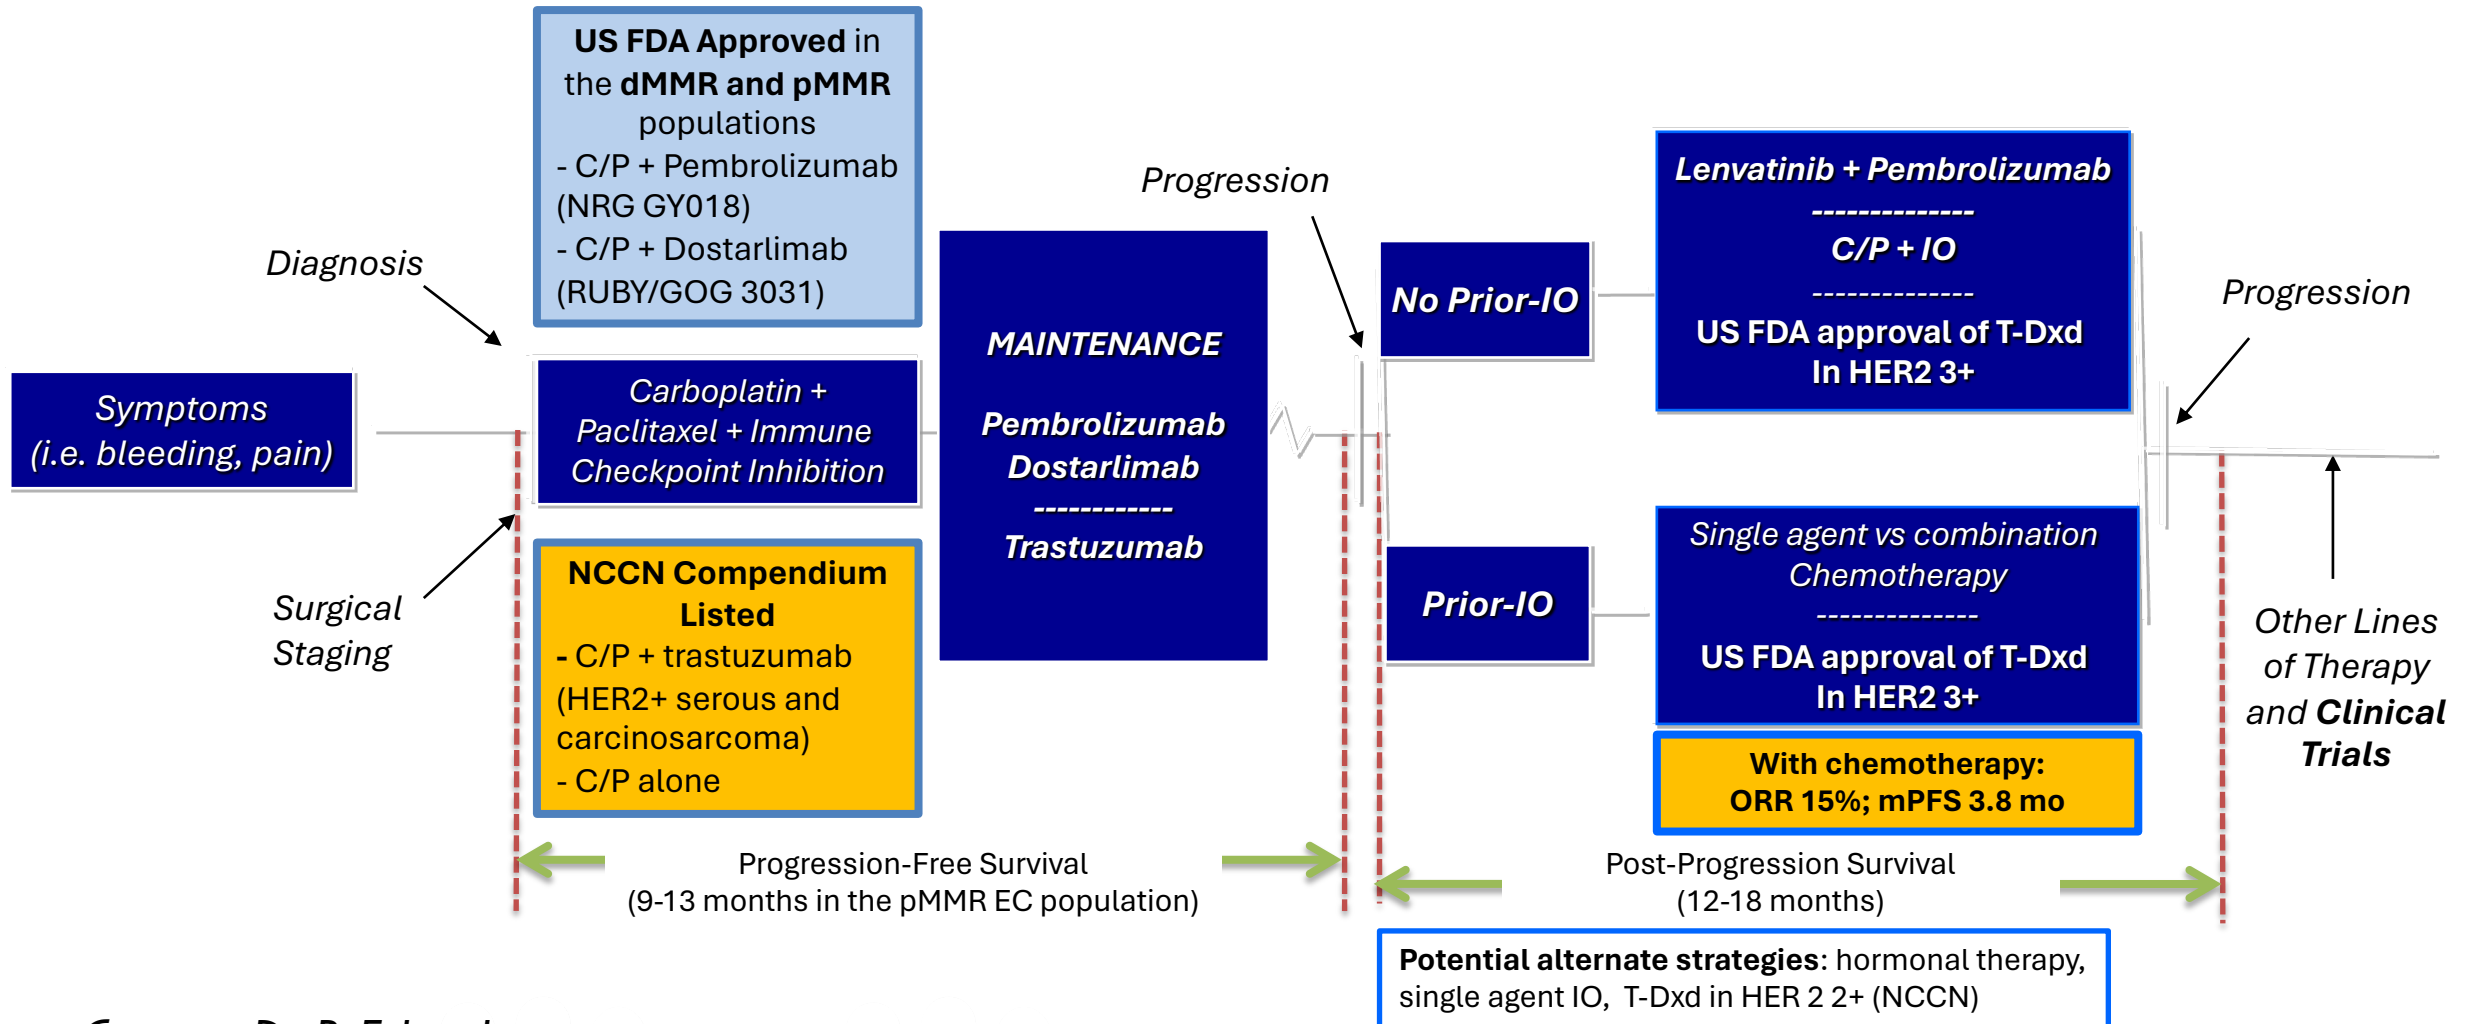 US FDA Approved in
the dMMR and pMMR
populations
- C/P + Pembrolizumab
(NRG GY018)
- C/P + Dostarlimab
(RUBY/GOG 3031)
Diagnosis
Symptoms
(i.e. bleeding, pain)
Carboplatin +
Paclitaxel + Immune
Checkpoint Inhibition
Surgical
Staging
NCCN Compendium
Listed
- C/P + trastuzumab
(HER2+ serous and
carcinosarcoma)
- C/P alone
MAINTENANCE
Pembrolizumab
Dostarlimab
------------
Trastuzumab
Progression
No Prior-IO
Lenvatinib + Pembrolizumab
--------------
C/P + IO
--------------
US FDA approval of T-Dxd
In HER2 3+
Prior-IO
Single agent vs combination
Chemotherapy
--------------
US FDA approval of T-Dxd
In HER2 3+
With chemotherapy:
ORR 15%; mPFS 3.8 mo
Progression
Other Lines
of Therapy
and Clinical
Trials
Progression-Free Survival
(9-13 months in the pMMR EC population)
Post-Progression Survival
(12-18 months)
Potential alternate strategies: hormonal therapy,
single agent IO, T-Dxd in HER 2 2+ (NCCN)